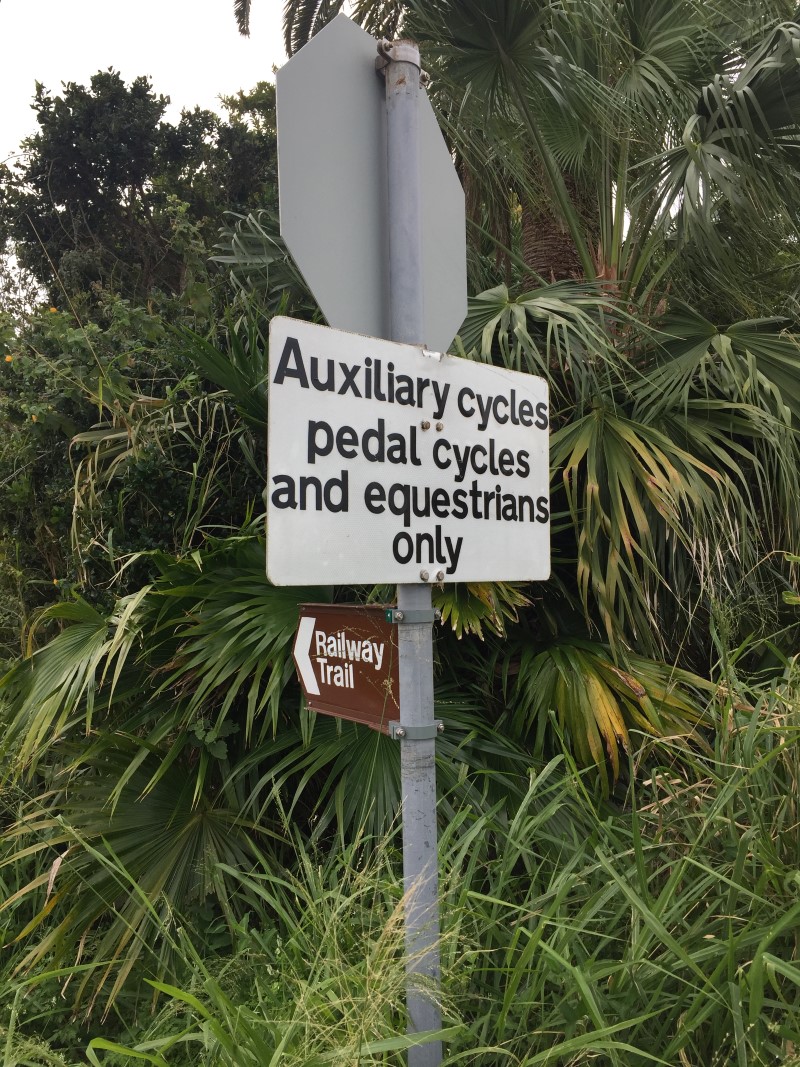 Auxiliary cycles
pedal cycles
and equestrians
only
Railway
Trail